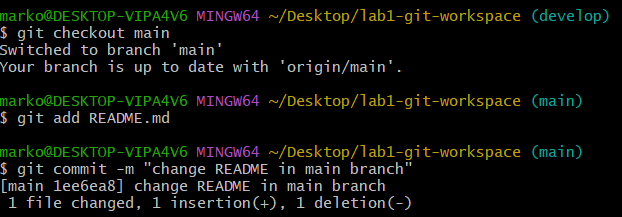 marko@DESKTOP-VIPA4V6 MINGW64 ~/Desktop/lab1-git-workspace (develop)
$ git checkout main
Switched to branch 'main'
Your branch is up to date with 'origin/main'.
marko@DESKTOP-VIPA4V6 MINGW64 ~/Desktop/lab1-git-workspace (main)
$ git add README.md
marko@DESKTOP-VIPA4V6 MINGW64 ~/Desktop/lab1-git-workspace (main)
$ git commit -m "change README in main branch"
[main 1ee6ea8] change README in main branch
 1 file changed, 1 insertion(+), 1 deletion(-)